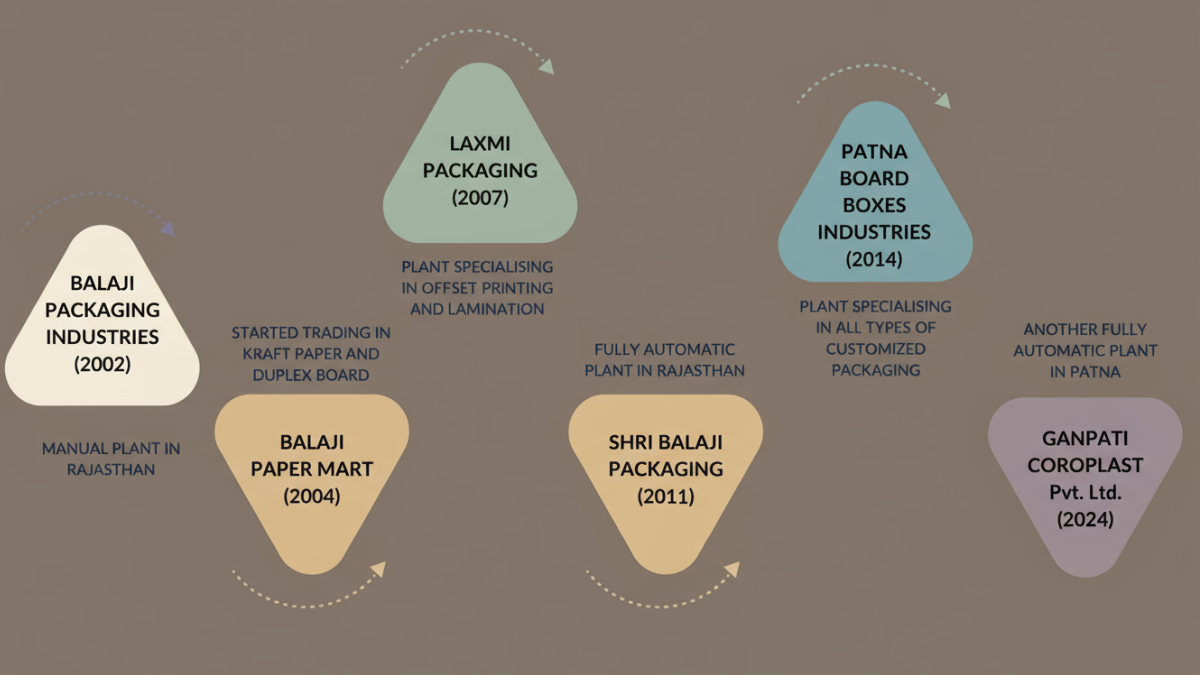 BALAJI
PACKAGING
INDUSTRIES
(2002)
MANUAL PLANT IN
RAJASTHAN
STARTED TRADING IN
KRAFT PAPER AND
DUPLEX BOARD
BALAJI
PAPER MART
(2004)
LAXMI
PACKAGING
(2007)
PLANT SPECIALISING
IN OFFSET PRINTING
AND LAMINATION
FULLY AUTOMATIC
PLANT IN RAJASTHAN
SHRI BALAJI
PACKAGING
(2011)
PATNA
BOARD
BOXES
INDUSTRIES
(2014)
PLANT SPECIALISING
IN ALL TYPES OF
CUSTOMIZED
PACKAGING
ANOTHER FULLY
AUTOMATIC PLANT
IN PATNA
GANPATI
COROPLAST
Pvt. Ltd.
(2024)